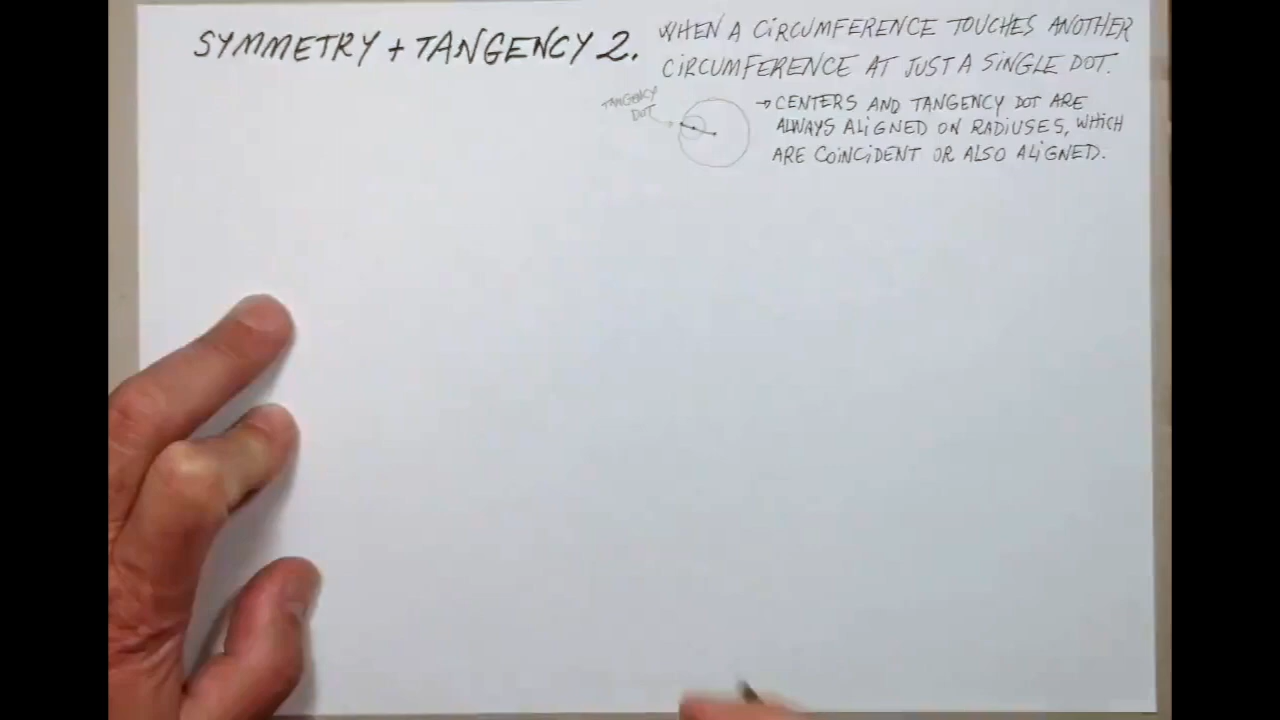 SYMMETRY + TANGENCY 2.
WHEN A CIRCUMFERENCE TOUCHES ANOTHER
CIRCUMFERENCE AT JUST A SINGLE DOT.
TANGENCY
DOT
→ CENTERS AND TANGENCY DOT ARE
ALWAYS ALIGNED ON RADIUSES, WHICH
ARE COINCIDENT OR ALSO ALIGNED.